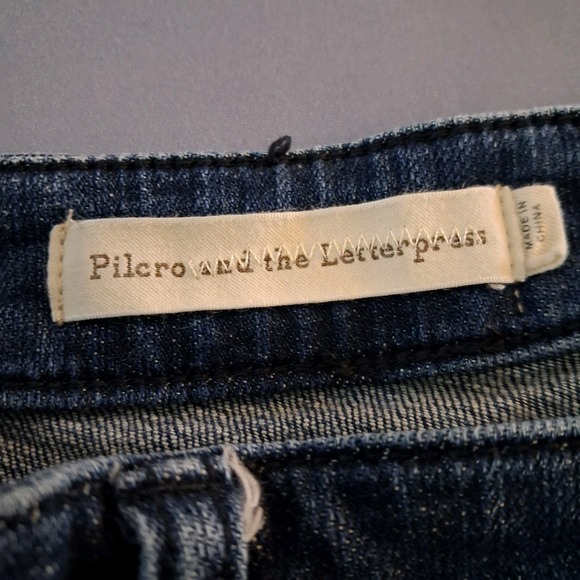 Pilcro and the Letterpress
MADE IN
CHINA